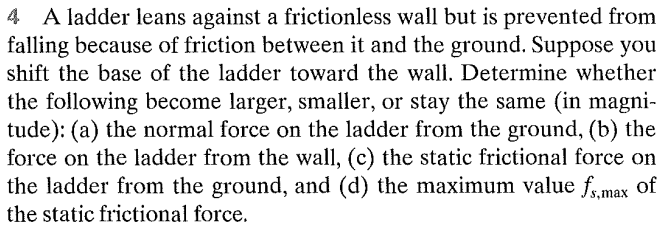 4 A ladder leans against a frictionless wall but is prevented from
falling because of friction between it and the ground. Suppose you
shift the base of the ladder toward the wall. Determine whether
the following become larger, smaller, or stay the same (in magni-
tude): (a) the normal force on the ladder from the ground, (b) the
force on the ladder from the wall, (c) the static frictional force on
the ladder from the ground, and (d) the maximum value fs,max of
the static frictional force.